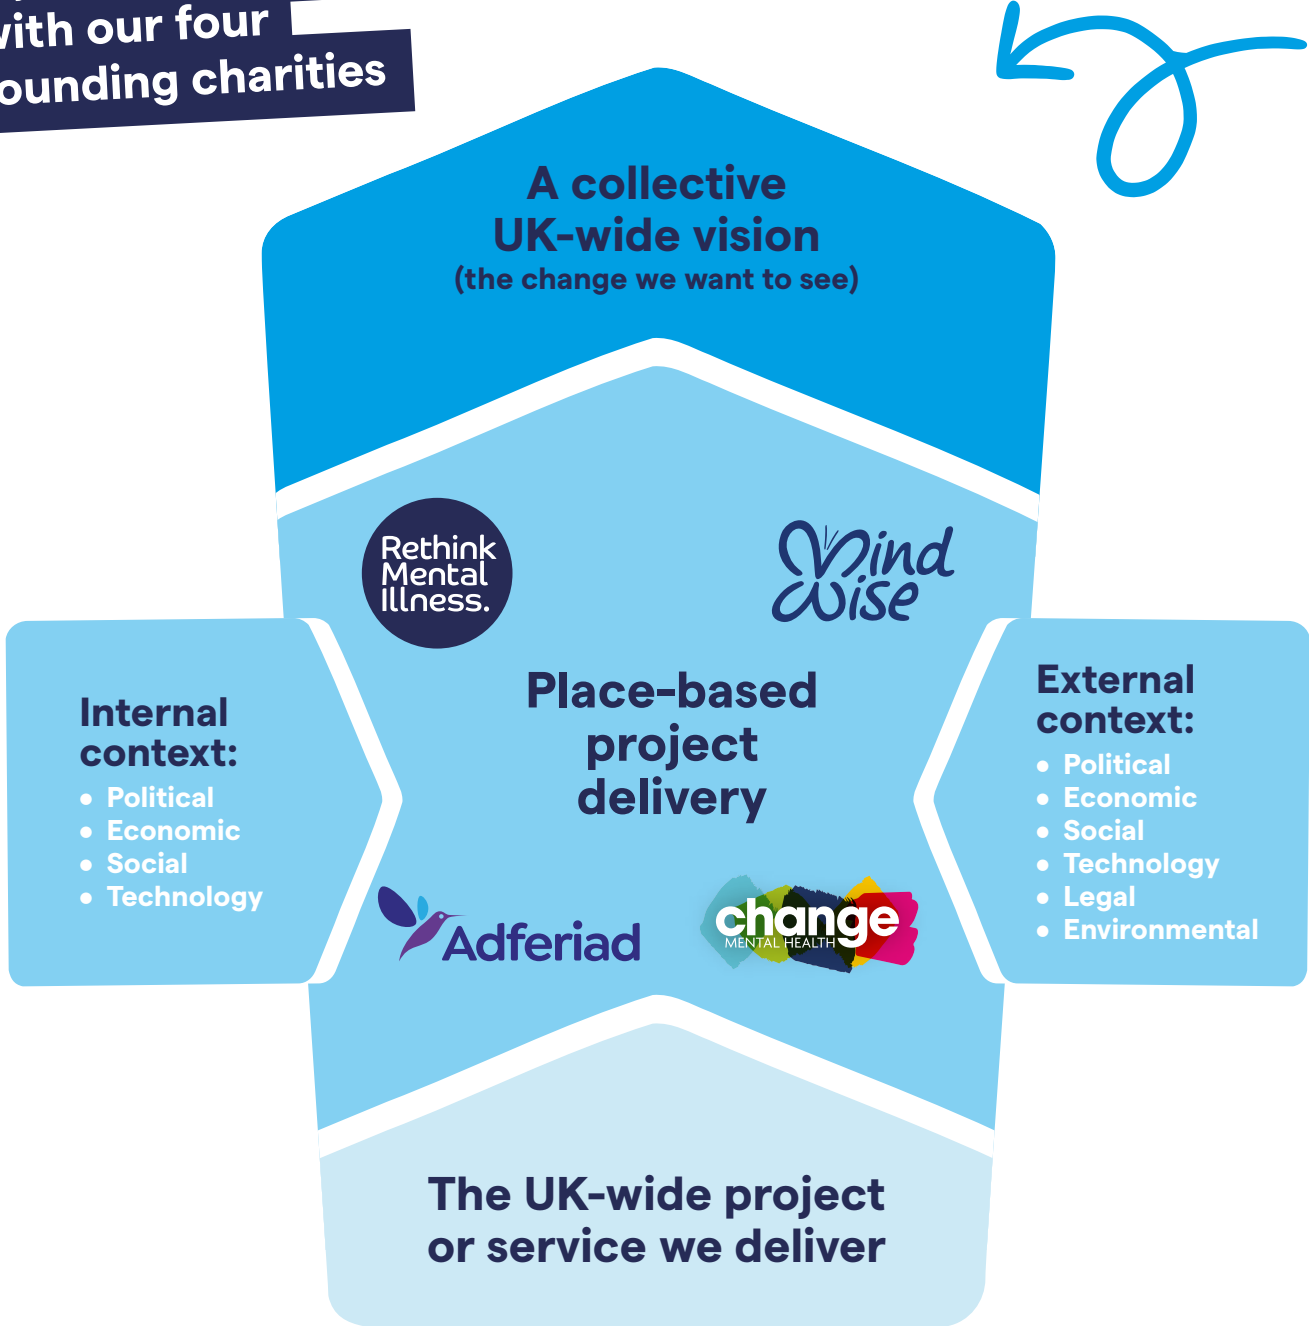 with our four
founding charities
A collective
UK-wide vision
(the change we want to see)
Rethink
Mental
Illness.
Mind
Wise
Place-based
project
delivery
Internal
context:
• Political
• Economic
• Social
• Technology
External
context:
• Political
• Economic
• Social
• Technology
• Legal
• Environmental
Adferiad
change
MENTAL HEALTH
The UK-wide project
or service we deliver